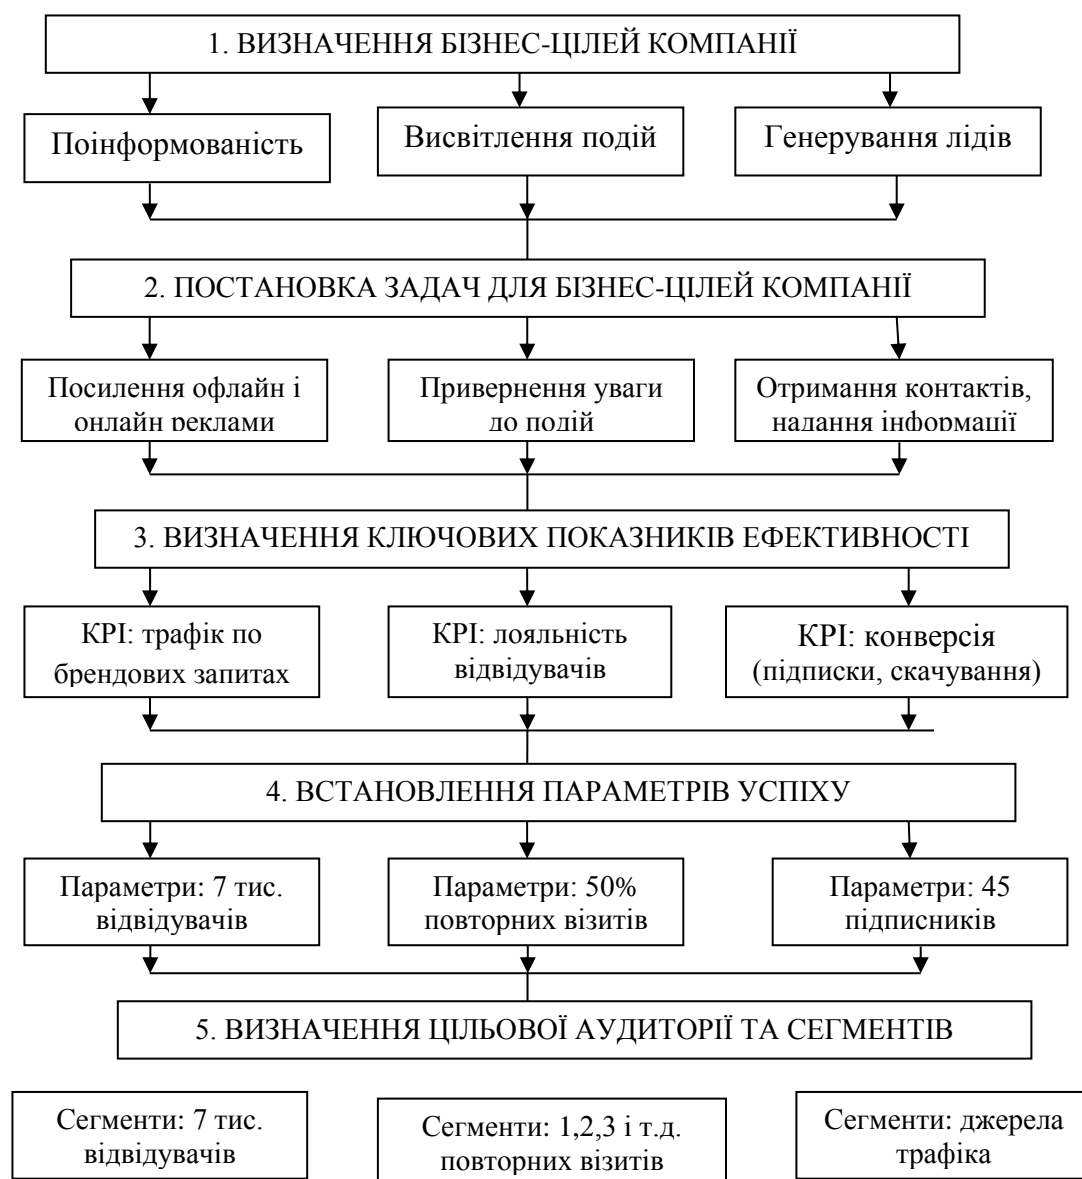 1. ВИЗНАЧЕННЯ БІЗНЕС-ЦІЛЕЙ КОМПАНІЇ
Поінформованість
Висвітлення подій
Генерування лідів
2. ПОСТАНОВКА ЗАДАЧ ДЛЯ БІЗНЕС-ЦІЛЕЙ КОМПАНІЇ
Посилення офлайн і
онлайн реклами
Привернення уваги
до подій
Отримання контактів,
надання інформації
3. ВИЗНАЧЕННЯ КЛЮЧОВИХ ПОКАЗНИКІВ ЕФЕКТИВНОСТІ
КРІ: трафік по
брендових запитах
КРІ: лояльність
відвідувачів
КРІ: конверсія
(підписки, скачування)
4. ВСТАНОВЛЕННЯ ПАРАМЕТРІВ УСПІХУ
Параметри: 7 тис.
відвідувачів
Параметри: 50%
повторних візитів
Параметри: 45
підписників
5. ВИЗНАЧЕННЯ ЦІЛЬОВОЇ АУДИТОРІЇ ТА СЕГМЕНТІВ
Сегменти: 7 тис.
відвідувачів
Сегменти: 1,2,3 і т.д.
повторних візитів
Сегменти: джерела
трафіка